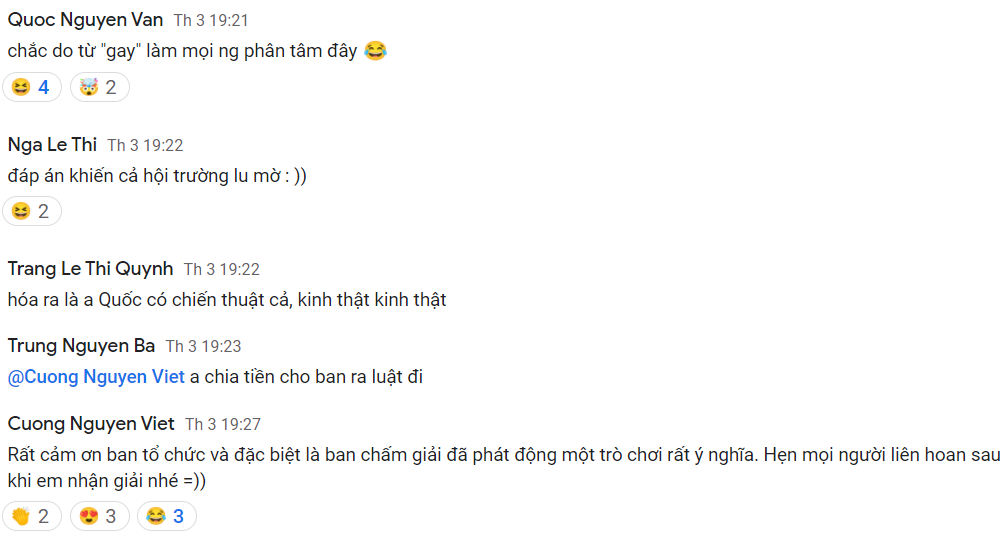 Quoc Nguyen Van Th 3 19:21
chắc do từ "gay" làm mọi ng phân tâm đây 😂
😆 4 🤯 2
Nga Le Thi Th 3 19:22
đáp án khiến cả hội trường lu mờ : ))
😆 2
Trang Le Thi Quynh Th 3 19:22
hóa ra là a Quốc có chiến thuật cả, kinh thật kinh thật
Trung Nguyen Ba Th 3 19:23
@Cuong Nguyen Viet a chia tiền cho ban ra luật đi
Cuong Nguyen Viet Th 3 19:27
Rất cảm ơn ban tổ chức và đặc biệt là ban chấm giải đã phát động một trò chơi rất ý nghĩa. Hẹn mọi người liên hoan sau
khi em nhận giải nhé =))
👏 2 😍 3 😂 3